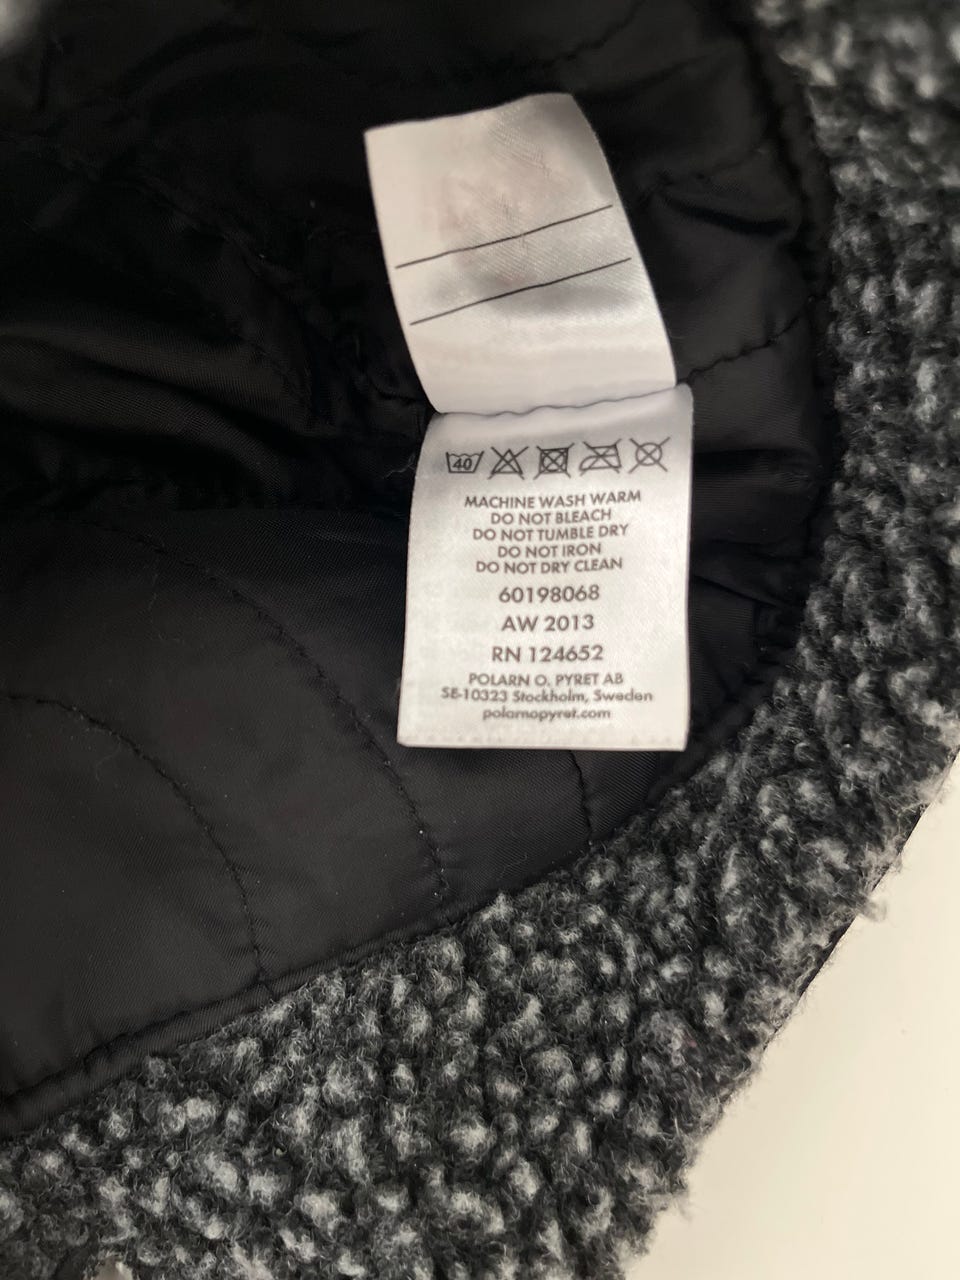 40
MACHINE WASH WARM
DO NOT BLEACH
DO NOT TUMBLE DRY
DO NOT IRON
DO NOT DRY CLEAN
60198068
AW 2013
RN 124652
POLARN O. PYRET AB
SE-10323 Stockholm, Sweden
polarnopyret.com